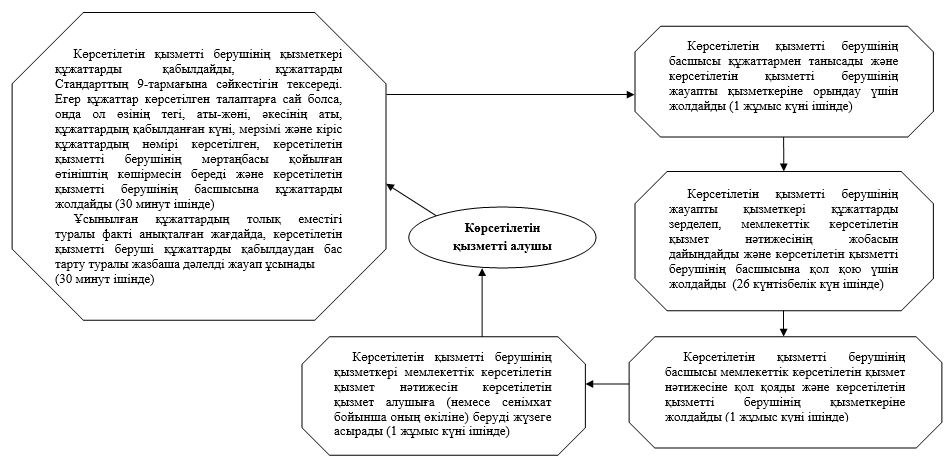 Көрсетілетін қызметті берушінің қызметкері
құжаттарды қабылдайды, құжаттарды
Стандарттың 9-тармағына сәйкестігін тексереді.
Егер құжаттар көрсетілген талаптарға сай болса,
онда ол өзінің тегі, аты-жөні, әкесінің аты,
құжаттардың қабылданған күні, мерзімі және кіріс
құжаттардың нөмірі көрсетілген, көрсетілетін
қызметті берушінің мөртаңбасы қойылған
өтініштің көшірмесін береді және көрсетілетін
қызметті берушінің басшысына құжаттарды
жолдайды (30 минут ішінде)
Ұсынылған құжаттардың толық еместігі
туралы факті анықталған жағдайда, көрсетілетін
қызметті беруші құжаттарды қабылдаудан бас
тарту туралы жазбаша дәлелді жауап ұсынады
(30 минут ішінде)
Көрсетілетін қызметті берушінің
басшысы құжаттармен танысады және
көрсетілетін қызметті берушінің
жауапты қызметкеріне орындау үшін
жолдайды (1 жұмыс күні ішінде)
Көрсетілетін қызметті берушінің
жауапты қызметкері құжаттарды
зерделеп, мемлекеттік көрсетілетін
қызмет нәтижесінің жобасын
дайындайды және көрсетілетін қызметті
берушінің басшысына қол қою үшін
жолдайды (26 күнтізбелік күн ішінде)
Көрсетілетін қызметті берушінің
басшысы мемлекеттік көрсетілетін қызмет
нәтижесіне қол қояды және көрсетілетін
қызметті берушінің қызметкеріне
жолдайды (1 жұмыс күні ішінде)
Көрсетілетін қызметті берушінің
қызметкері мемлекеттік көрсетілетін
қызмет нәтижесін көрсетілетін
қызмет алушыға (немесе сенімхат
бойынша оның өкіліне) беруді жүзеге
асырады (1 жұмыс күні ішінде)
Көрсетілетін
қызметті алушы